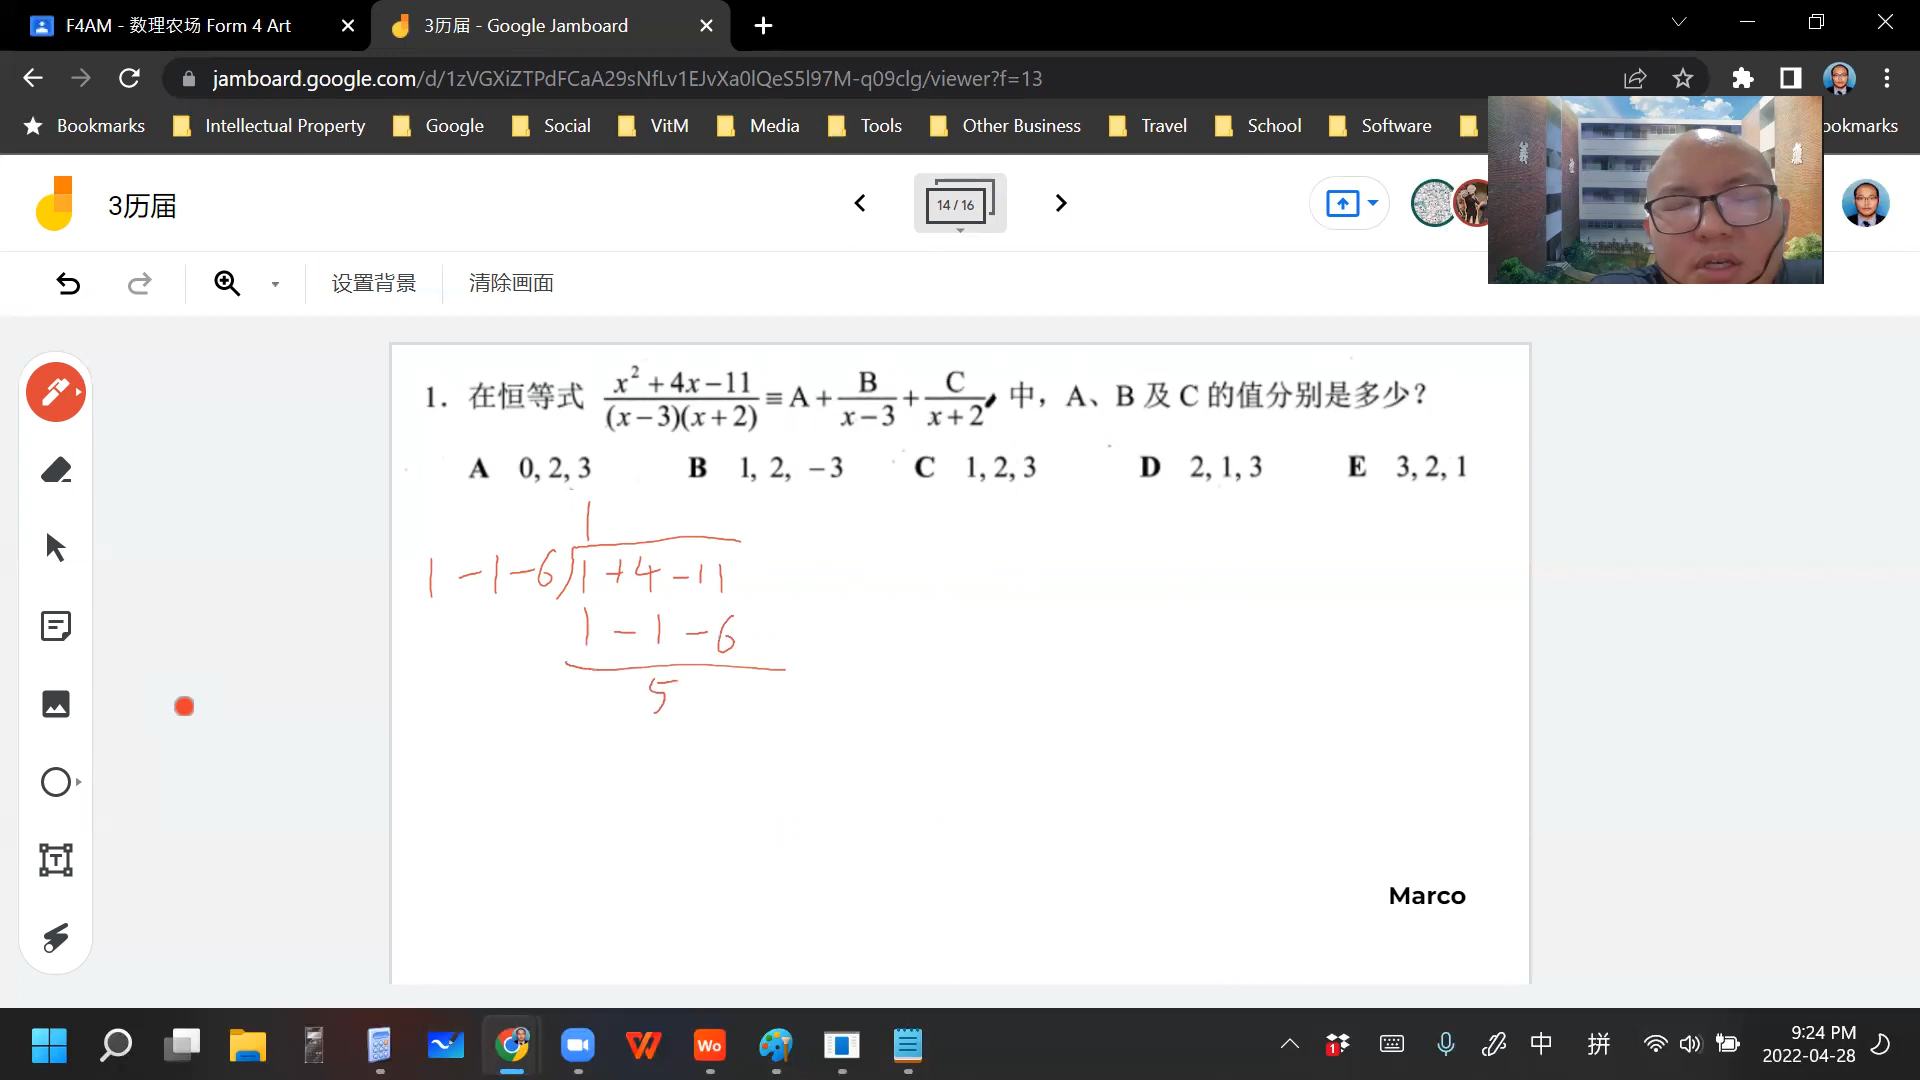 F4AM - 数理农场 Form 4 Art
3历届 - Google Jamboard
jamboard.google.com/d/1zVGXiZTPdFCaA29sNfLv1EJvXa0lQeS5l97M-q09clg/viewer?f=13
Bookmarks Intellectual Property Google Social VitM Media Tools Other Business Travel School Software ookmarks
3历届
14 / 16
设置背景 清除画面
1. 在恒等式 (x² + 4x − 11)/((x − 3)(x + 2)) ≡ A + B/(x − 3) + C/(x + 2) 中，A、B 及 C 的值分别是多少？
A 0, 2, 3 B 1, 2, −3 C 1, 2, 3 D 2, 1, 3 E 3, 2, 1
1
1 − 1 − 6 ) 1 + 4 − 11
1 − 1 − 6
5
Marco
Wo
1
中
拼
9:24 PM
2022-04-28